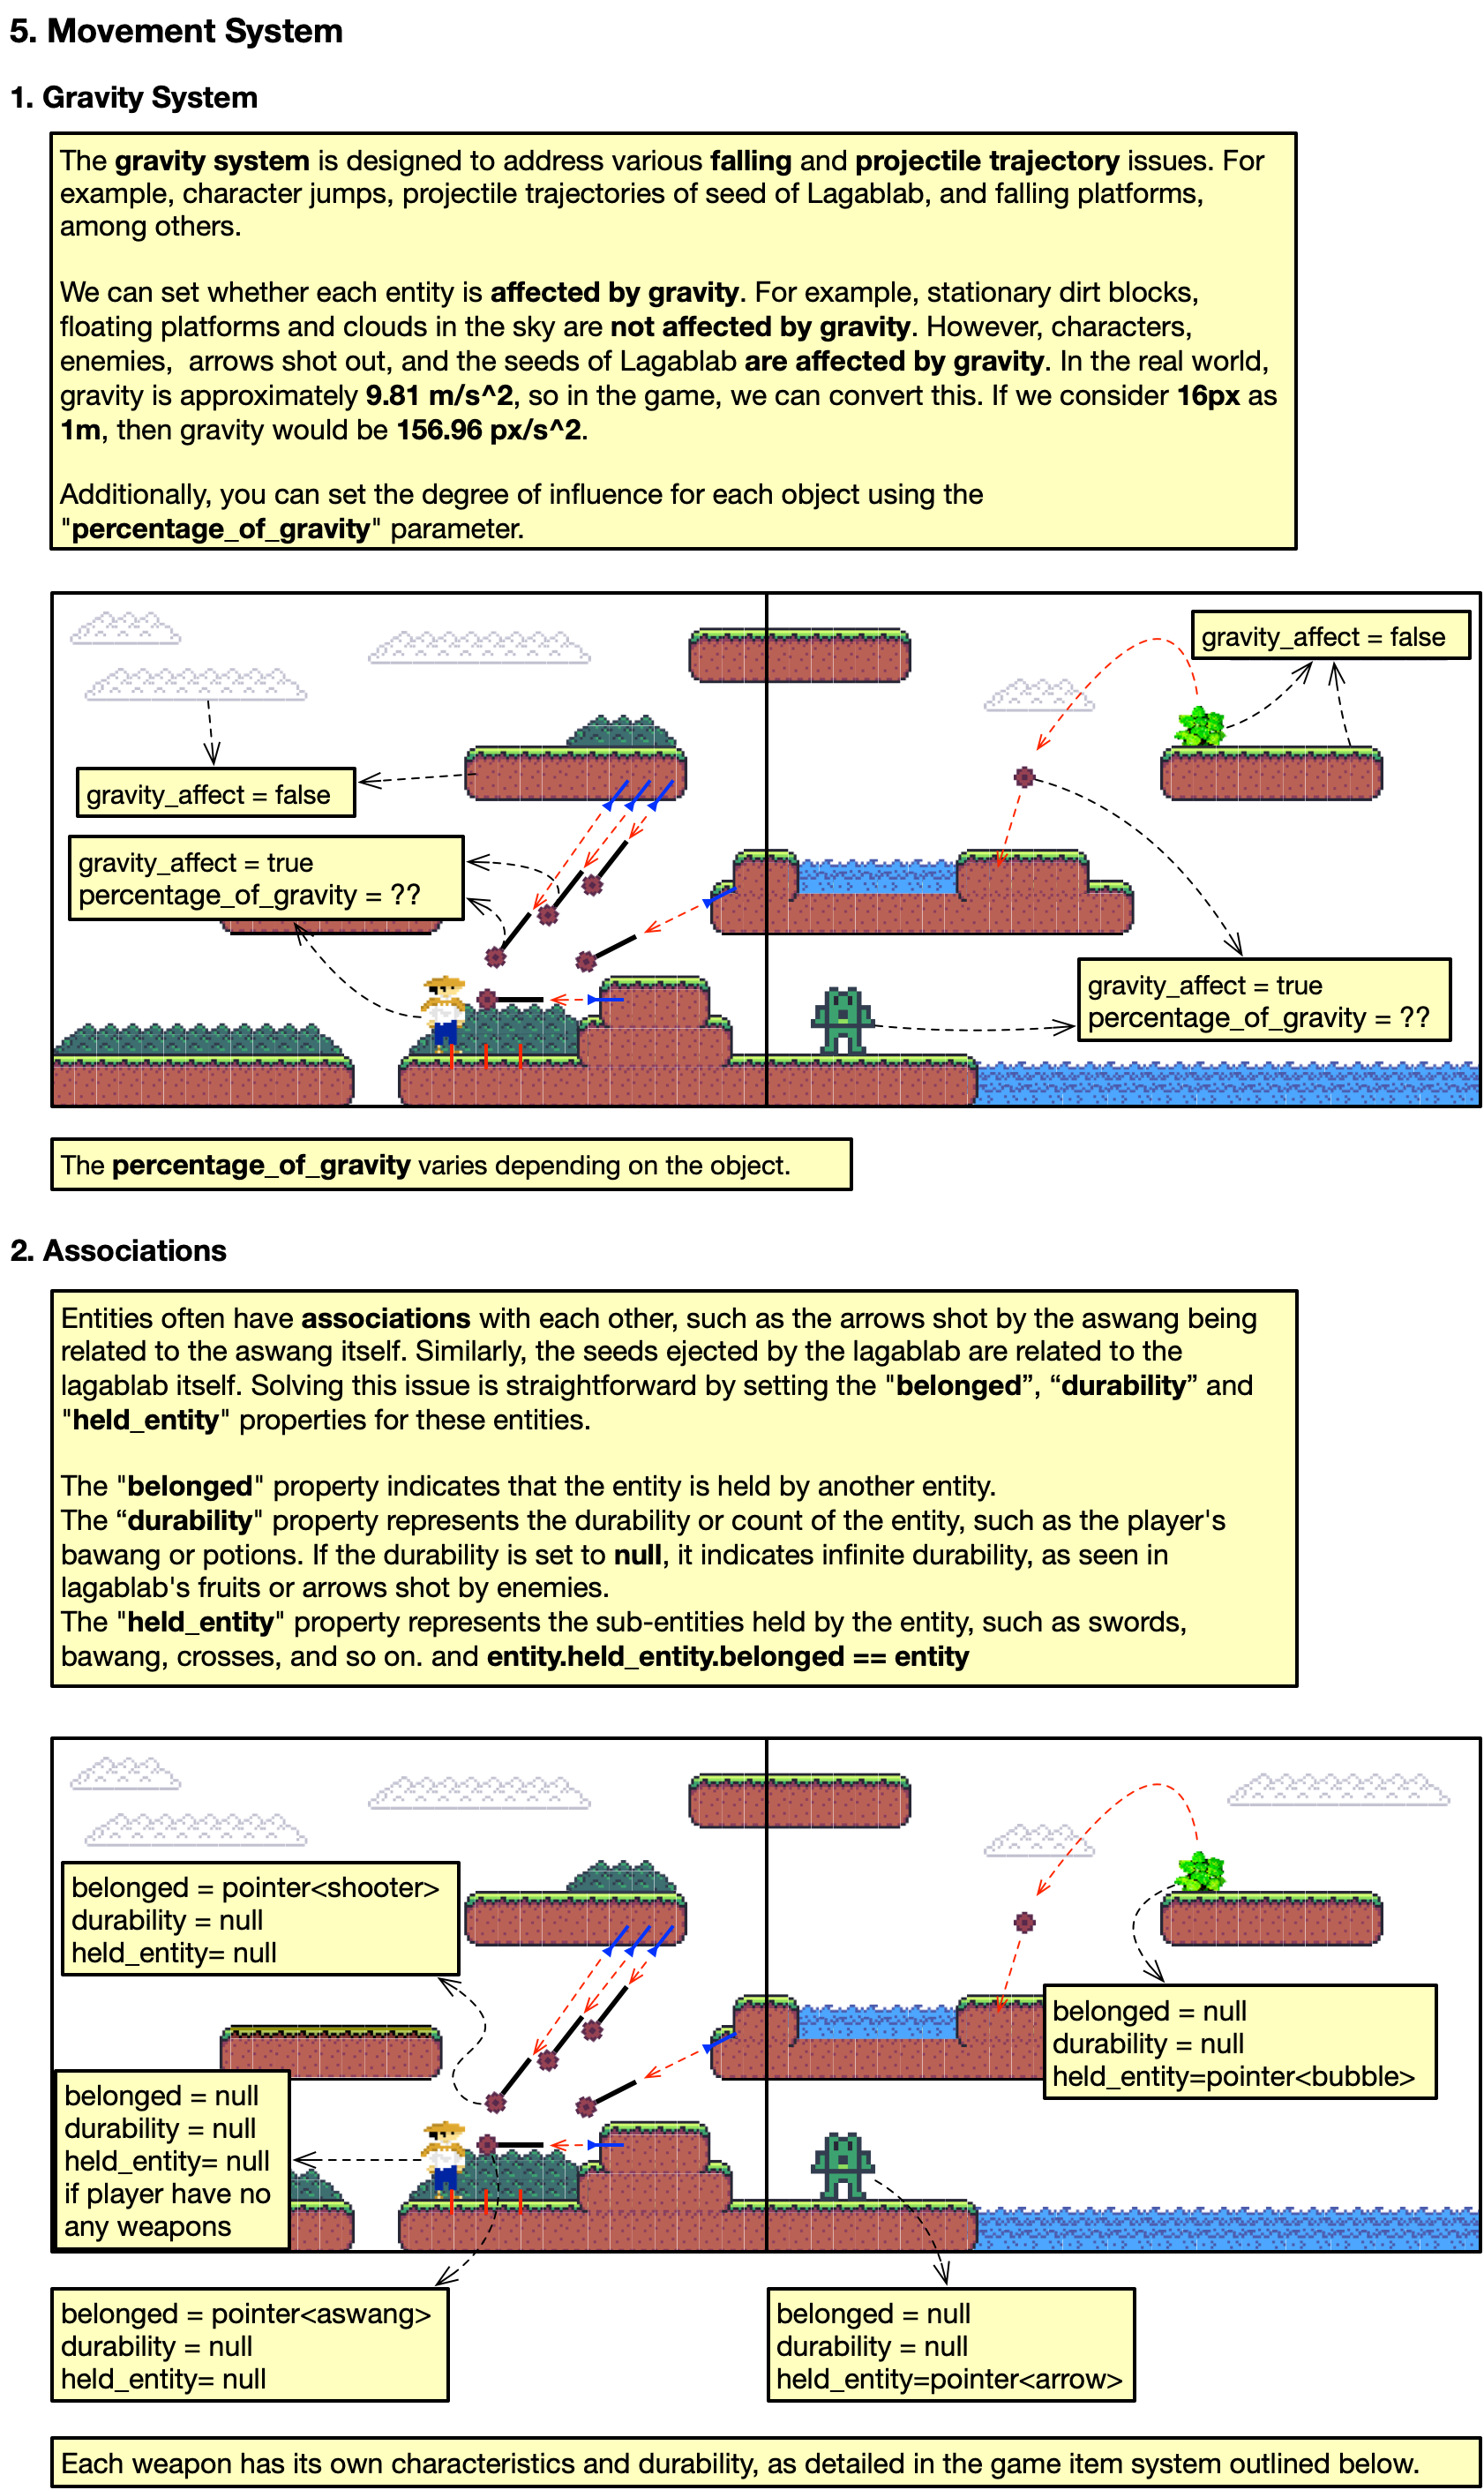 5. Movement System
1. Gravity System
The gravity system is designed to address various falling and projectile trajectory issues. For
example, character jumps, projectile trajectories of seed of Lagablab, and falling platforms,
among others.
We can set whether each entity is affected by gravity. For example, stationary dirt blocks,
floating platforms and clouds in the sky are not affected by gravity. However, characters,
enemies,  arrows shot out, and the seeds of Lagablab are affected by gravity. In the real world,
gravity is approximately 9.81 m/s^2, so in the game, we can convert this. If we consider 16px as
1m, then gravity would be 156.96 px/s^2.
Additionally, you can set the degree of influence for each object using the
"percentage_of_gravity" parameter.
gravity_affect = false
gravity_affect = false
gravity_affect = true
percentage_of_gravity = ??
gravity_affect = true
percentage_of_gravity = ??
The percentage_of_gravity varies depending on the object.
2. Associations
Entities often have associations with each other, such as the arrows shot by the aswang being
related to the aswang itself. Similarly, the seeds ejected by the lagablab are related to the
lagablab itself. Solving this issue is straightforward by setting the "belonged”, “durability” and
"held_entity" properties for these entities.
The "belonged" property indicates that the entity is held by another entity.
The “durability" property represents the durability or count of the entity, such as the player's
bawang or potions. If the durability is set to null, it indicates infinite durability, as seen in
lagablab's fruits or arrows shot by enemies.
The "held_entity" property represents the sub-entities held by the entity, such as swords,
bawang, crosses, and so on. and entity.held_entity.belonged == entity
belonged = pointer<shooter>
durability = null
held_entity= null
belonged = null
durability = null
held_entity=pointer<bubble>
belonged = null
durability = null
held_entity= null
if player have no
any weapons
belonged = pointer<aswang>
durability = null
held_entity= null
belonged = null
durability = null
held_entity=pointer<arrow>
Each weapon has its own characteristics and durability, as detailed in the game item system outlined below.